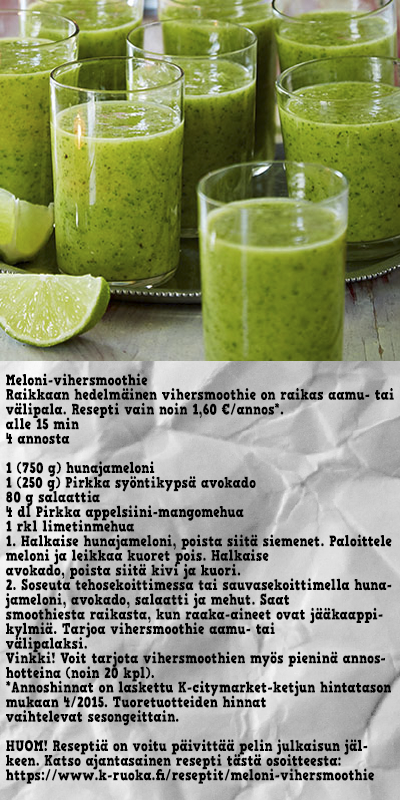 Meloni-vihersmoothie
Raikkaan hedelmäinen vihersmoothie on raikas aamu- tai
välipala. Resepti vain noin 1,60 €/annos*.
alle 15 min
4 annosta
1 (750 g) hunajameloni
1 (250 g) Pirkka syöntikypsä avokado
80 g salaattia
4 dl Pirkka appelsiini-mangomehua
1 rkl limetinmehua
1. Halkaise hunajameloni, poista siitä siemenet. Paloittele
meloni ja leikkaa kuoret pois. Halkaise
avokado, poista siitä kivi ja kuori.
2. Soseuta tehosekoittimessa tai sauvasekoittimella huna-
jameloni, avokado, salaatti ja mehut. Saat
smoothiesta raikasta, kun raaka-aineet ovat jääkaappi-
kylmiä. Tarjoa vihersmoothie aamu- tai
välipalaksi.
Vinkki! Voit tarjota vihersmoothien myös pieninä annos-
hotteina (noin 20 kpl).
*Annoshinnat on laskettu K-citymarket-ketjun hintatason
mukaan 4/2015. Tuoretuotteiden hinnat
vaihtelevat sesongeittain.
HUOM! Reseptiä on voitu päivittää pelin julkaisun jäl-
keen. Katso ajantasainen resepti tästä osoitteesta:
https://www.k-ruoka.fi/reseptit/meloni-vihersmoothie